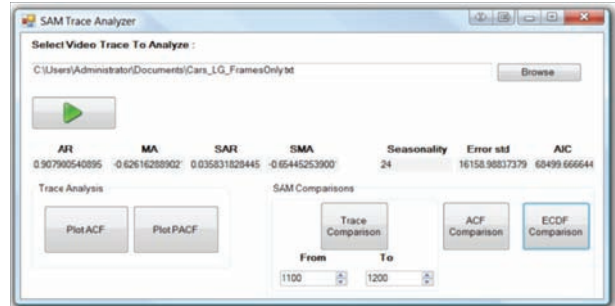 SAM Trace Analyzer
Select Video Trace To Analyze :
C:\Users\Administrator\Documents\Cars_LG_FramesOnly.txt Browse
AR MA SAR SMA Seasonality Error std AIC
0.907900540895 -0.62616288902 0.035831828445 -0.65445253900 24 16158.98837379 68499.666644
Trace Analysis SAM Comparisons
Plot ACF Plot PACF Trace Comparison ACF Comparison ECDF Comparison
From To
1100 1200